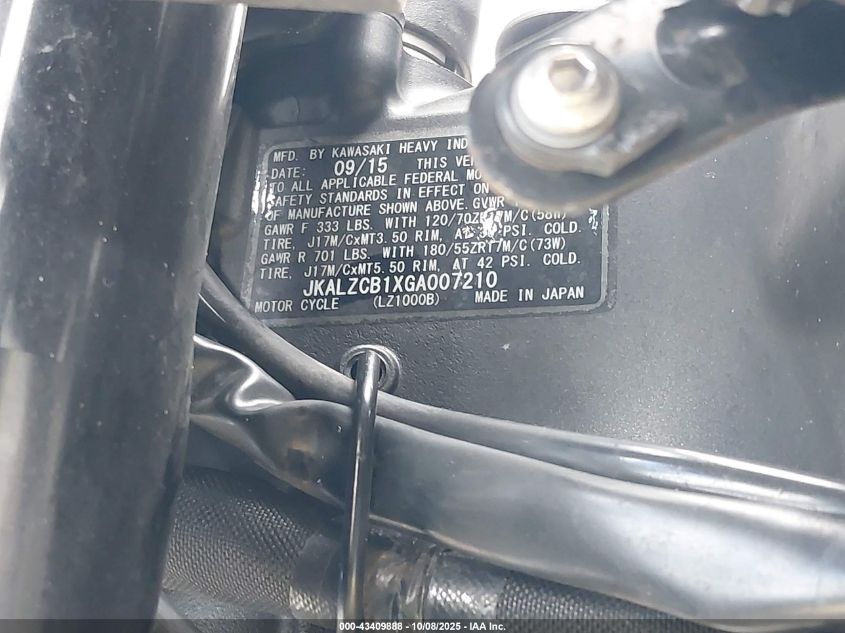 MFD. BY KAWASAKI HEAVY IND
DATE: 09/15 THIS VE
TO ALL APPLICABLE FEDERAL MO
SAFETY STANDARDS IN EFFECT ON
OF MANUFACTURE SHOWN ABOVE. GVWR
GAWR F 333 LBS. WITH 120/70ZR17M/C(58W)
TIRE, J17M/CxMT3.50 RIM, AT PSI. COLD.
GAWR R 701 LBS. WITH 180/55ZR17M/C(73W)
TIRE, J17M/CxMT5.50 RIM, AT 42 PSI. COLD.
JKALZCB1XGA007210
MOTOR CYCLE (LZ1000B) MADE IN JAPAN
000-43409888 - 10/08/2025 - IAA Inc.